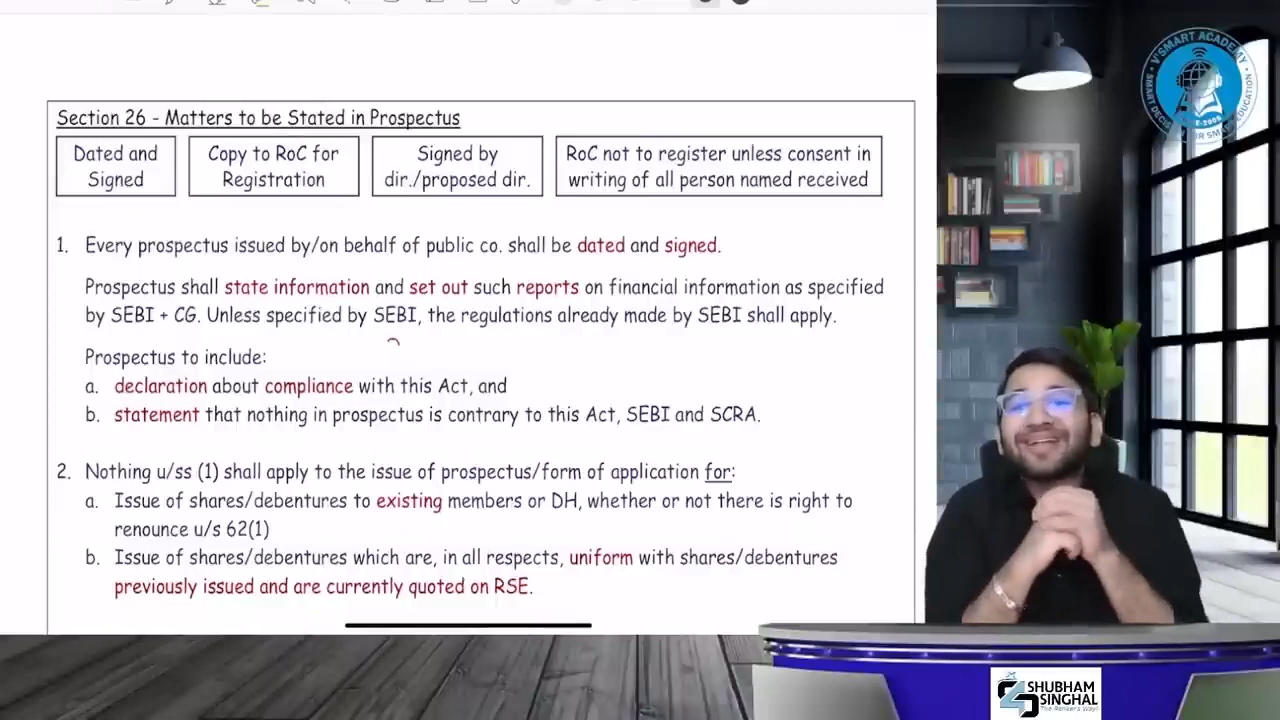 Section 26 - Matters to be Stated in Prospectus
Dated and
Signed
Copy to RoC for
Registration
Signed by
dir./proposed dir.
RoC not to register unless consent in
writing of all person named received
1. Every prospectus issued by/on behalf of public co. shall be dated and signed.
Prospectus shall state information and set out such reports on financial information as specified
by SEBI + CG. Unless specified by SEBI, the regulations already made by SEBI shall apply.
Prospectus to include:
a. declaration about compliance with this Act, and
b. statement that nothing in prospectus is contrary to this Act, SEBI and SCRA.
2. Nothing u/ss (1) shall apply to the issue of prospectus/form of application for:
a. Issue of shares/debentures to existing members or DH, whether or not there is right to
renounce u/s 62(1)
b. Issue of shares/debentures which are, in all respects, uniform with shares/debentures
previously issued and are currently quoted on RSE.
V'SMART ACADEMY
SHUBHAM
SINGHAL
The Rankers Way!